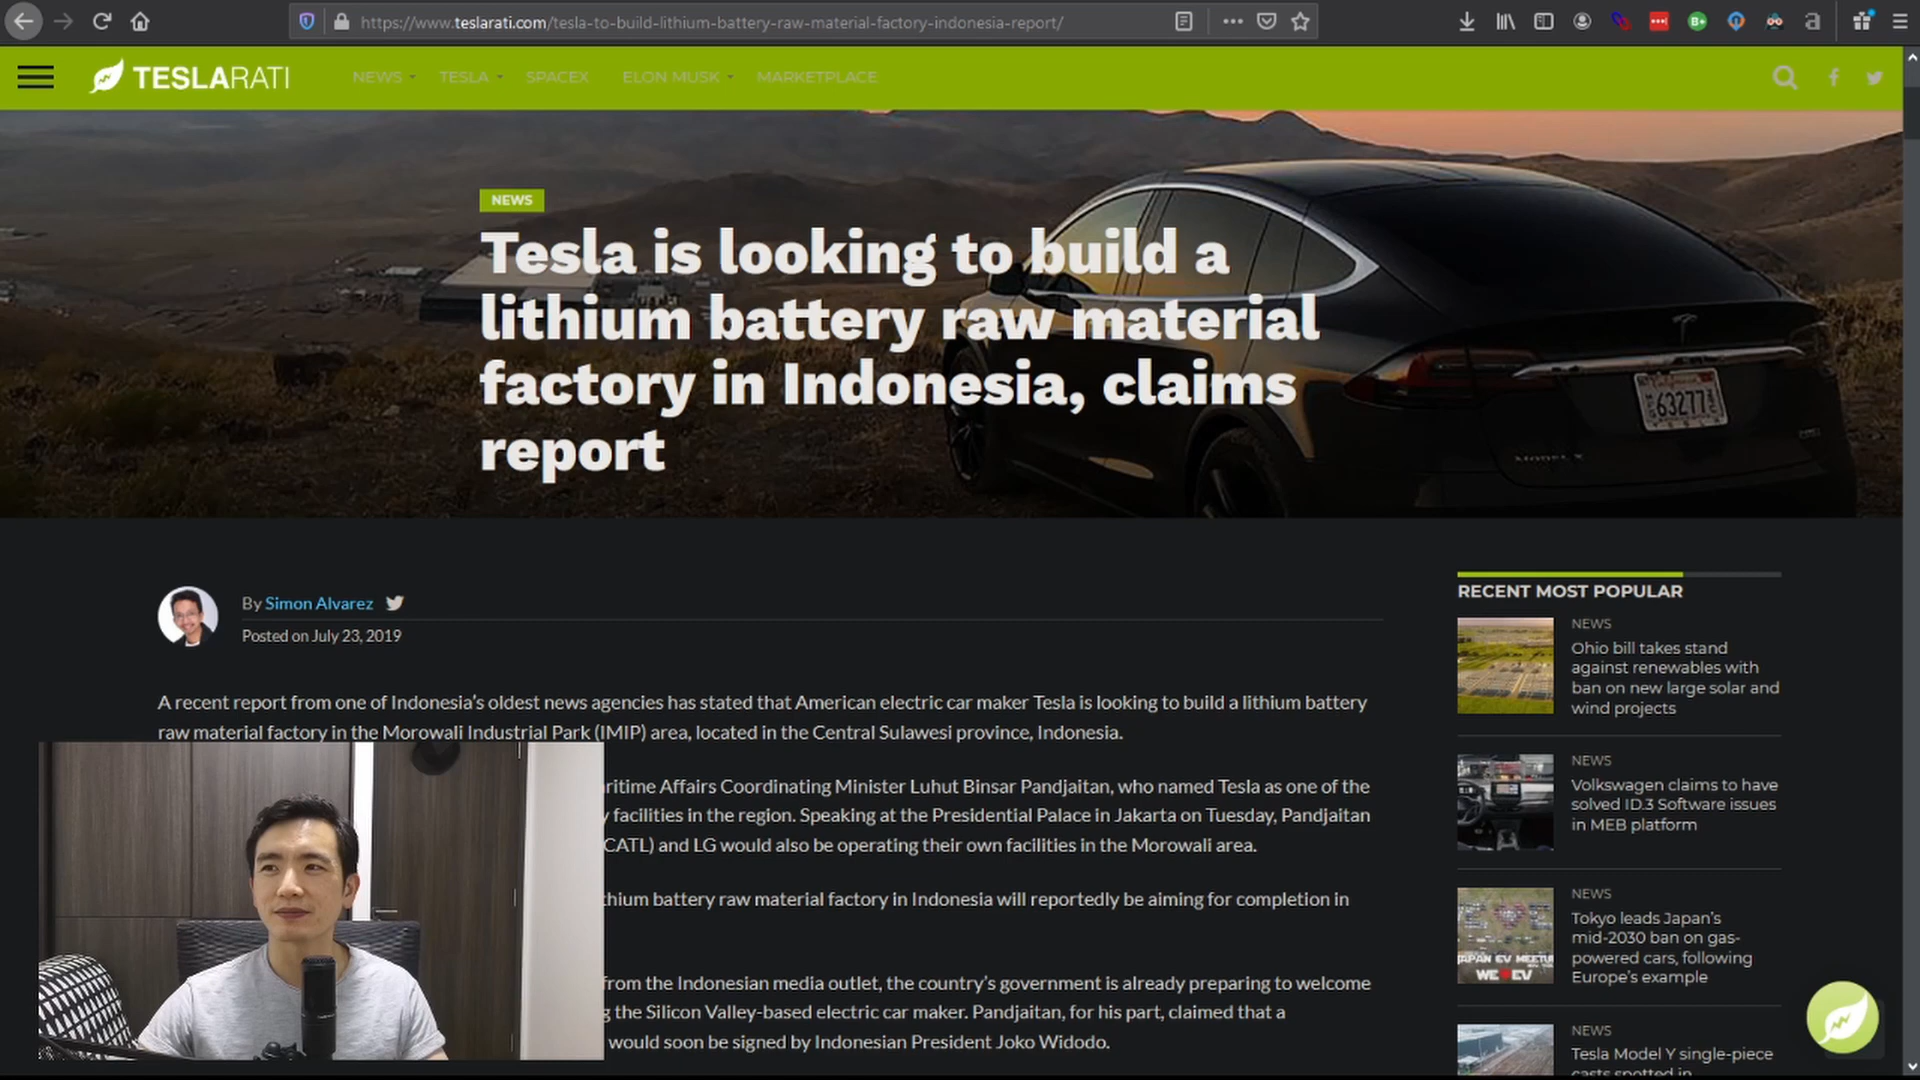 https://www.teslarati.com/tesla-to-build-lithium-battery-raw-material-factory-indonesia-report/
TESLARATI
NEWS TESLA SPACEX ELON MUSK MARKETPLACE
NEWS
Tesla is looking to build a
lithium battery raw material
factory in Indonesia, claims
report
63277
MODEL X
By Simon Alvarez
Posted on July 23, 2019
A recent report from one of Indonesia's oldest news agencies has stated that American electric car maker Tesla is looking to build a lithium battery
raw material factory in the Morowali Industrial Park (IMIP) area, located in the Central Sulawesi province, Indonesia.
Affairs Coordinating Minister Luhut Binsar Pandjaitan, who named Tesla as one of the
facilities in the region. Speaking at the Presidential Palace in Jakarta on Tuesday, Pandjaitan
CATL) and LG would also be operating their own facilities in the Morowali area.
battery raw material factory in Indonesia will reportedly be aiming for completion in
from the Indonesian media outlet, the country's government is already preparing to welcome
the Silicon Valley-based electric car maker. Pandjaitan, for his part, claimed that a
would soon be signed by Indonesian President Joko Widodo.
RECENT MOST POPULAR
NEWS
Ohio bill takes stand
against renewables with
ban on new large solar and
wind projects
NEWS
Volkswagen claims to have
solved ID.3 Software issues
in MEB platform
NEWS
Tokyo leads Japan's
mid-2030 ban on gas-
powered cars, following
Europe's example
JAPAN EV MEETUP
WE EV
NEWS
Tesla Model Y single-piece
casts spotted in